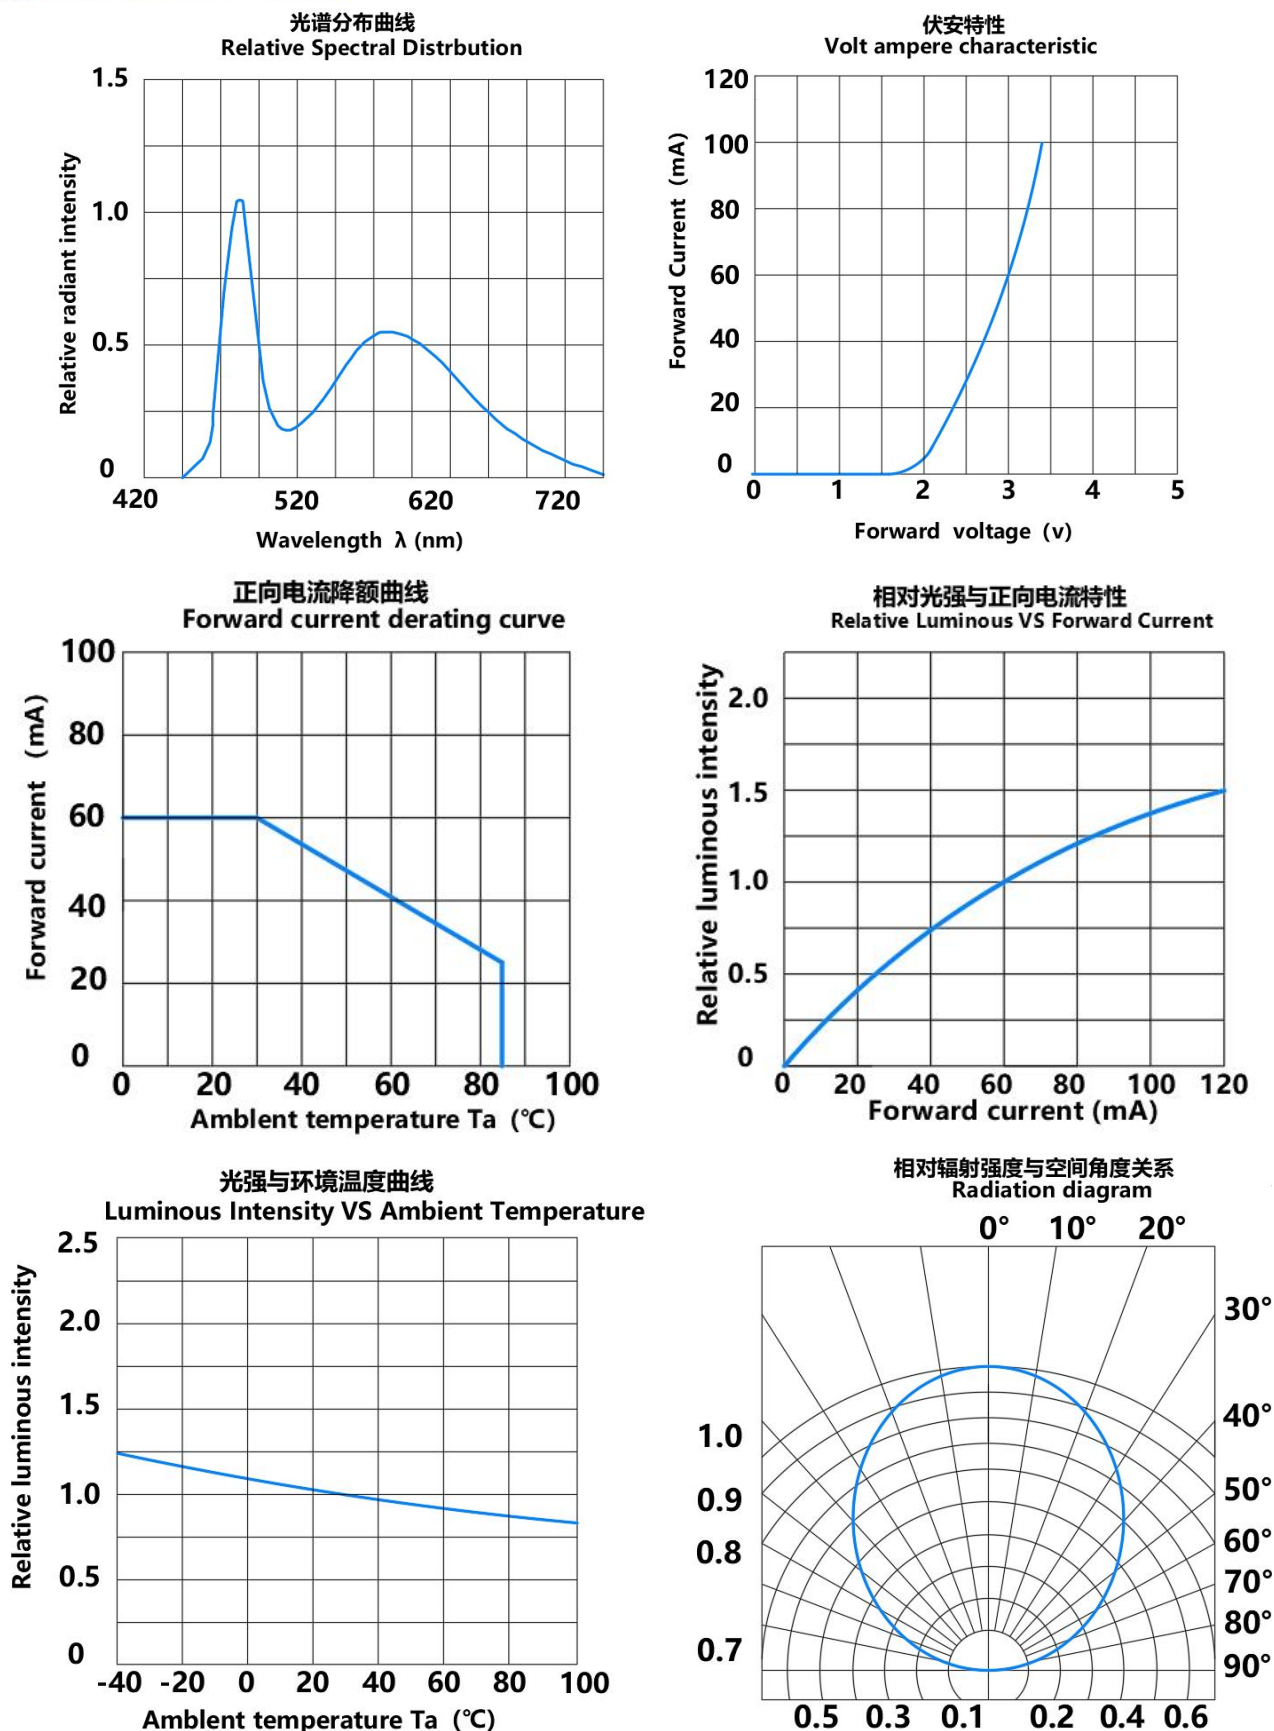 光谱分布曲线
Relative Spectral Distrbution
1.5
1.0
0.5
0
Relative radiant intensity
420 520 620 720
Wavelength λ (nm)
伏安特性
Volt ampere characteristic
120
100
80
60
40
20
0
Forward Current (mA)
0 1 2 3 4 5
Forward voltage (v)
正向电流降额曲线
Forward current derating curve
100
80
60
40
20
0
Forward current (mA)
0 20 40 60 80 100
Amblent temperature Ta (℃)
相对光强与正向电流特性
Relative Luminous VS Forward Current
2.0
1.5
1.0
0.5
0
Relative luminous intensity
0 20 40 60 80 100 120
Forward current (mA)
光强与环境温度曲线
Luminous Intensity VS Ambient Temperature
2.5
2.0
1.5
1.0
0.5
0
Relative luminous intensity
-40 -20 0 20 40 60 80 100
Amblent temperature Ta (℃)
相对辐射强度与空间角度关系
Radiation diagram
0° 10° 20°
30°
40°
50°
60°
70°
80°
90°
1.0
0.9
0.8
0.7
0.5 0.3 0.1 0.2 0.4 0.6